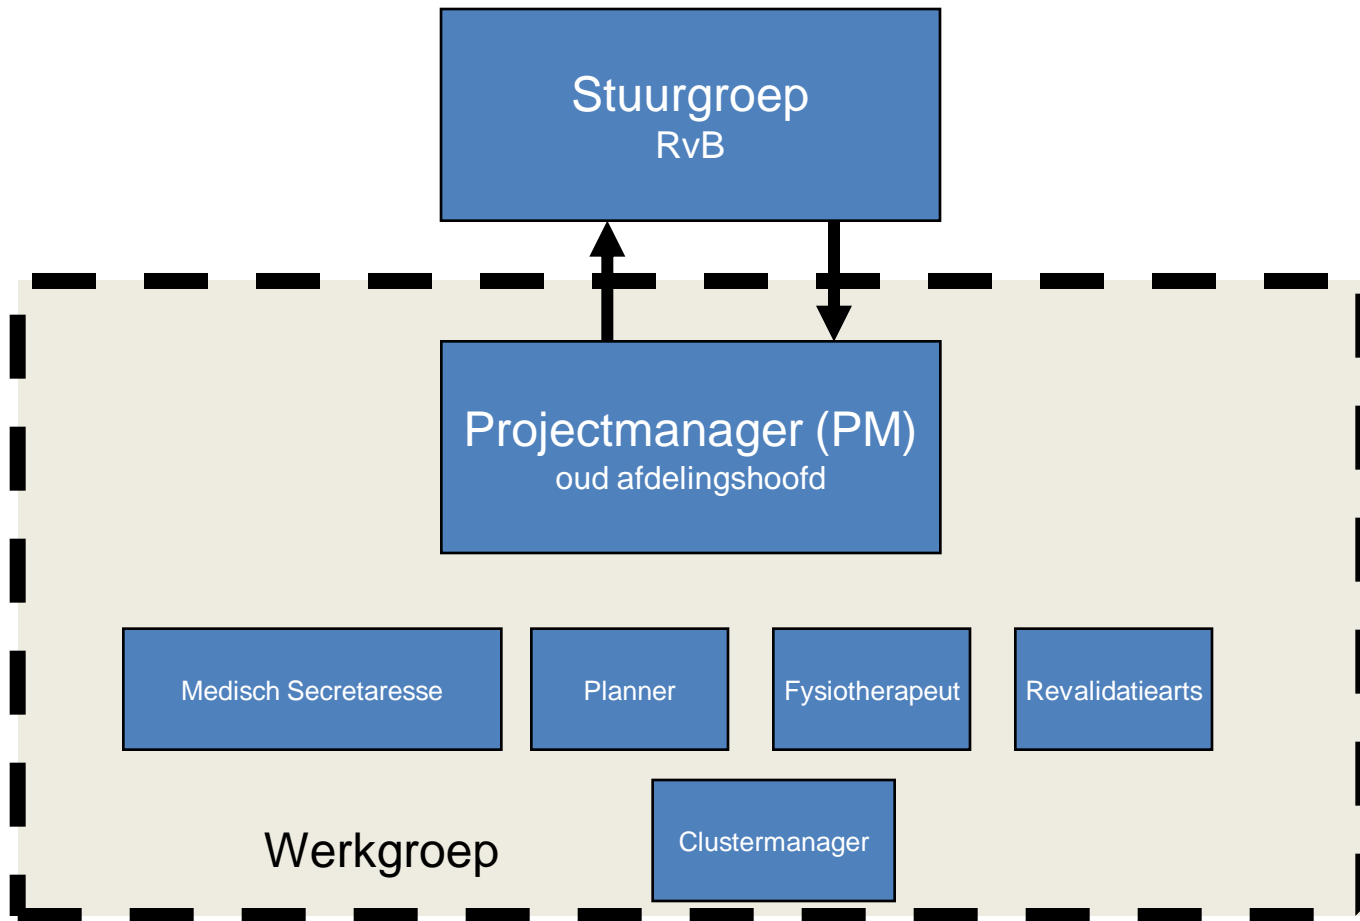 Stuurgroep
RvB
Projectmanager (PM)
oud afdelingshoofd
Medisch Secretaresse
Planner
Fysiotherapeut
Revalidatiearts
Clustermanager
Werkgroep